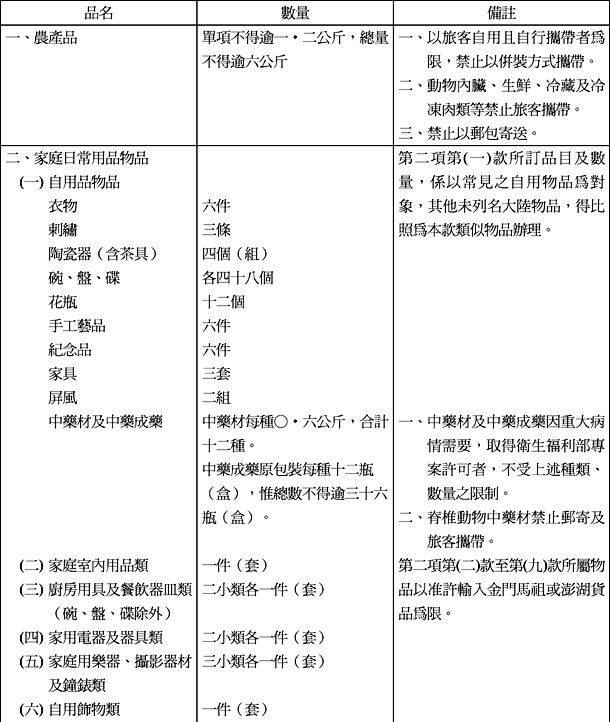 品名 數量 備註
一、農產品 單項不得逾一・二公斤，總量 一、以旅客自用且自行攜帶者爲
不得逾六公斤 限，禁止以併裝方式攜帶。
二、動物內臟、生鮮、冷藏及冷
凍肉類等禁止旅客攜帶。
三、禁止以郵包寄送。
二、家庭日常用品物品 第二項第(一)款所訂品目及數
(一) 自用品物品 量，係以常見之自用物品爲對
衣物 六件 象，其他未列名大陸物品，得比
刺繡 三條 照爲本款類似物品辦理。
陶瓷器（含茶具） 四個（組）
碗、盤、碟 各四十八個
花瓶 十二個
手工藝品 六件
紀念品 六件
家具 三套
屏風 二組
中藥材及中藥成藥 中藥材每種○・六公斤，合計 一、中藥材及中藥成藥因重大病
十二種。 情需要，取得衛生福利部專
中藥成藥原包裝每種十二瓶 案許可者，不受上述種類、
（盒），惟總數不得逾三十六 數量之限制。
瓶（盒）。 二、脊椎動物中藥材禁止郵寄及
旅客攜帶。
(二) 家庭室內用品類 一件（套） 第二項第(二)款至第(九)款所屬物
(三) 廚房用具及餐飲器皿類 二小類各一件（套） 品以准許輸入金門馬祖或澎湖貨
（碗、盤、碟除外） 品爲限。
(四) 家用電器及器具類 二小類各一件（套）
(五) 家庭用樂器、攝影器材 三小類各一件（套）
及鐘錶類
(六) 自用飾物類 一件（套）